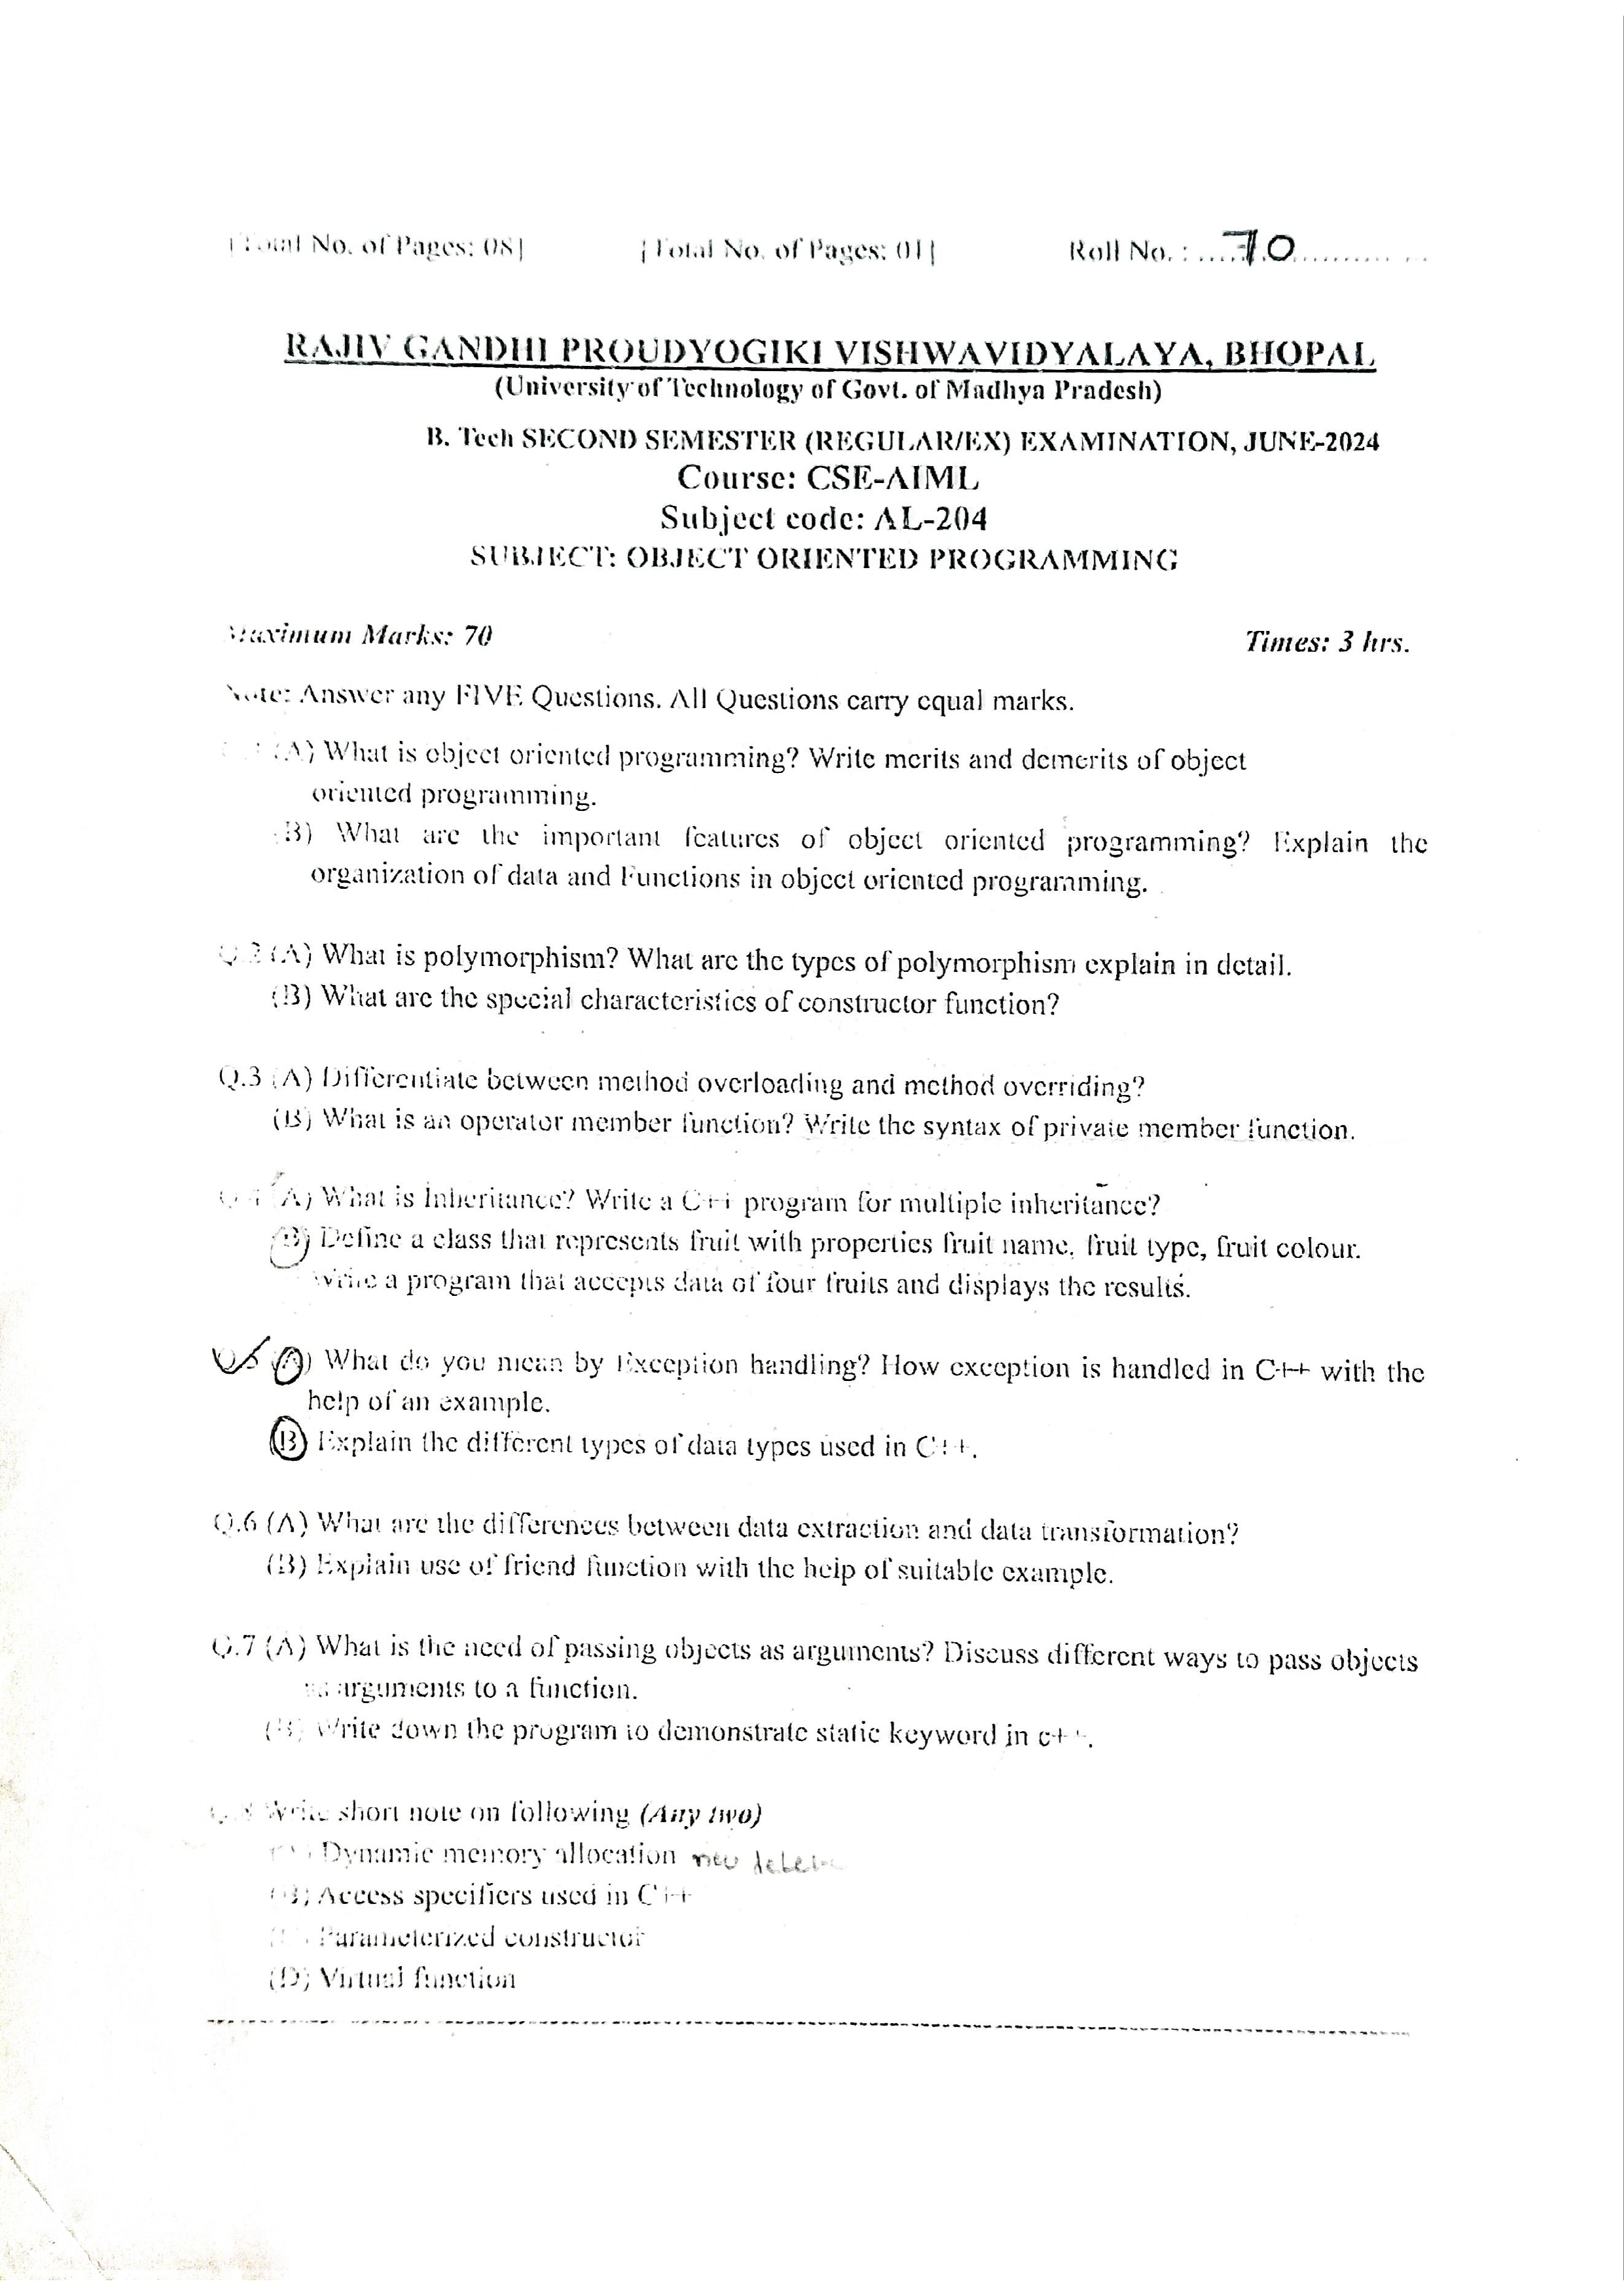 [Total No. of Pages: 08] [Total No. of Pages: 01] Roll No. : ....70..............
RAJIV GANDHI PROUDYOGIKI VISHWAVIDYALAYA, BHOPAL
(University of Technology of Govt. of Madhya Pradesh)
B. Tech SECOND SEMESTER (REGULAR/EX) EXAMINATION, JUNE-2024
Course: CSE-AIML
Subject code: AL-204
SUBJECT: OBJECT ORIENTED PROGRAMMING
Maximum Marks: 70 Times: 3 hrs.
Note: Answer any FIVE Questions. All Questions carry equal marks.
(A) What is object oriented programming? Write merits and demerits of object
oriented programming.
(B) What are the important features of object oriented programming? Explain the
organization of data and Functions in object oriented programming.
Q.2 (A) What is polymorphism? What are the types of polymorphism explain in detail.
(B) What are the special characteristics of constructor function?
Q.3 (A) Differentiate between method overloading and method overriding?
(B) What is an operator member function? Write the syntax of private member function.
Q.4 (A) What is Inheritance? Write a C++ program for multiple inheritance?
(B) Define a class that represents fruit with properties fruit name, fruit type, fruit colour.
Write a program that accepts data of four fruits and displays the results.
Q.5 (A) What do you mean by Exception handling? How exception is handled in C++ with the
help of an example.
(B) Explain the different types of data types used in C++.
Q.6 (A) What are the differences between data extraction and data transformation?
(B) Explain use of friend function with the help of suitable example.
Q.7 (A) What is the need of passing objects as arguments? Discuss different ways to pass objects
as arguments to a function.
(B) Write down the program to demonstrate static keyword in c++.
Q.8 Write short note on following (Any two)
(A) Dynamic memory allocation new
(B) Access specifiers used in C++
Parameterized constructor
(D) Virtual function